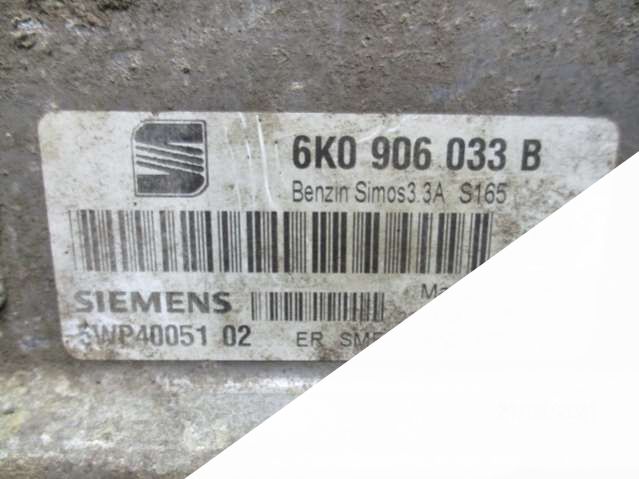 6K0 906 033 B
Benzin Simos3.3A S165
SIEMENS
5WP40051 02
ER